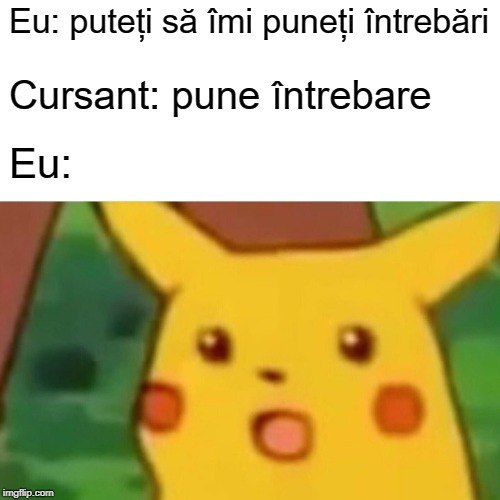 Eu: puteți să îmi puneți întrebări
Cursant: pune întrebare
Eu:
imgflip.com